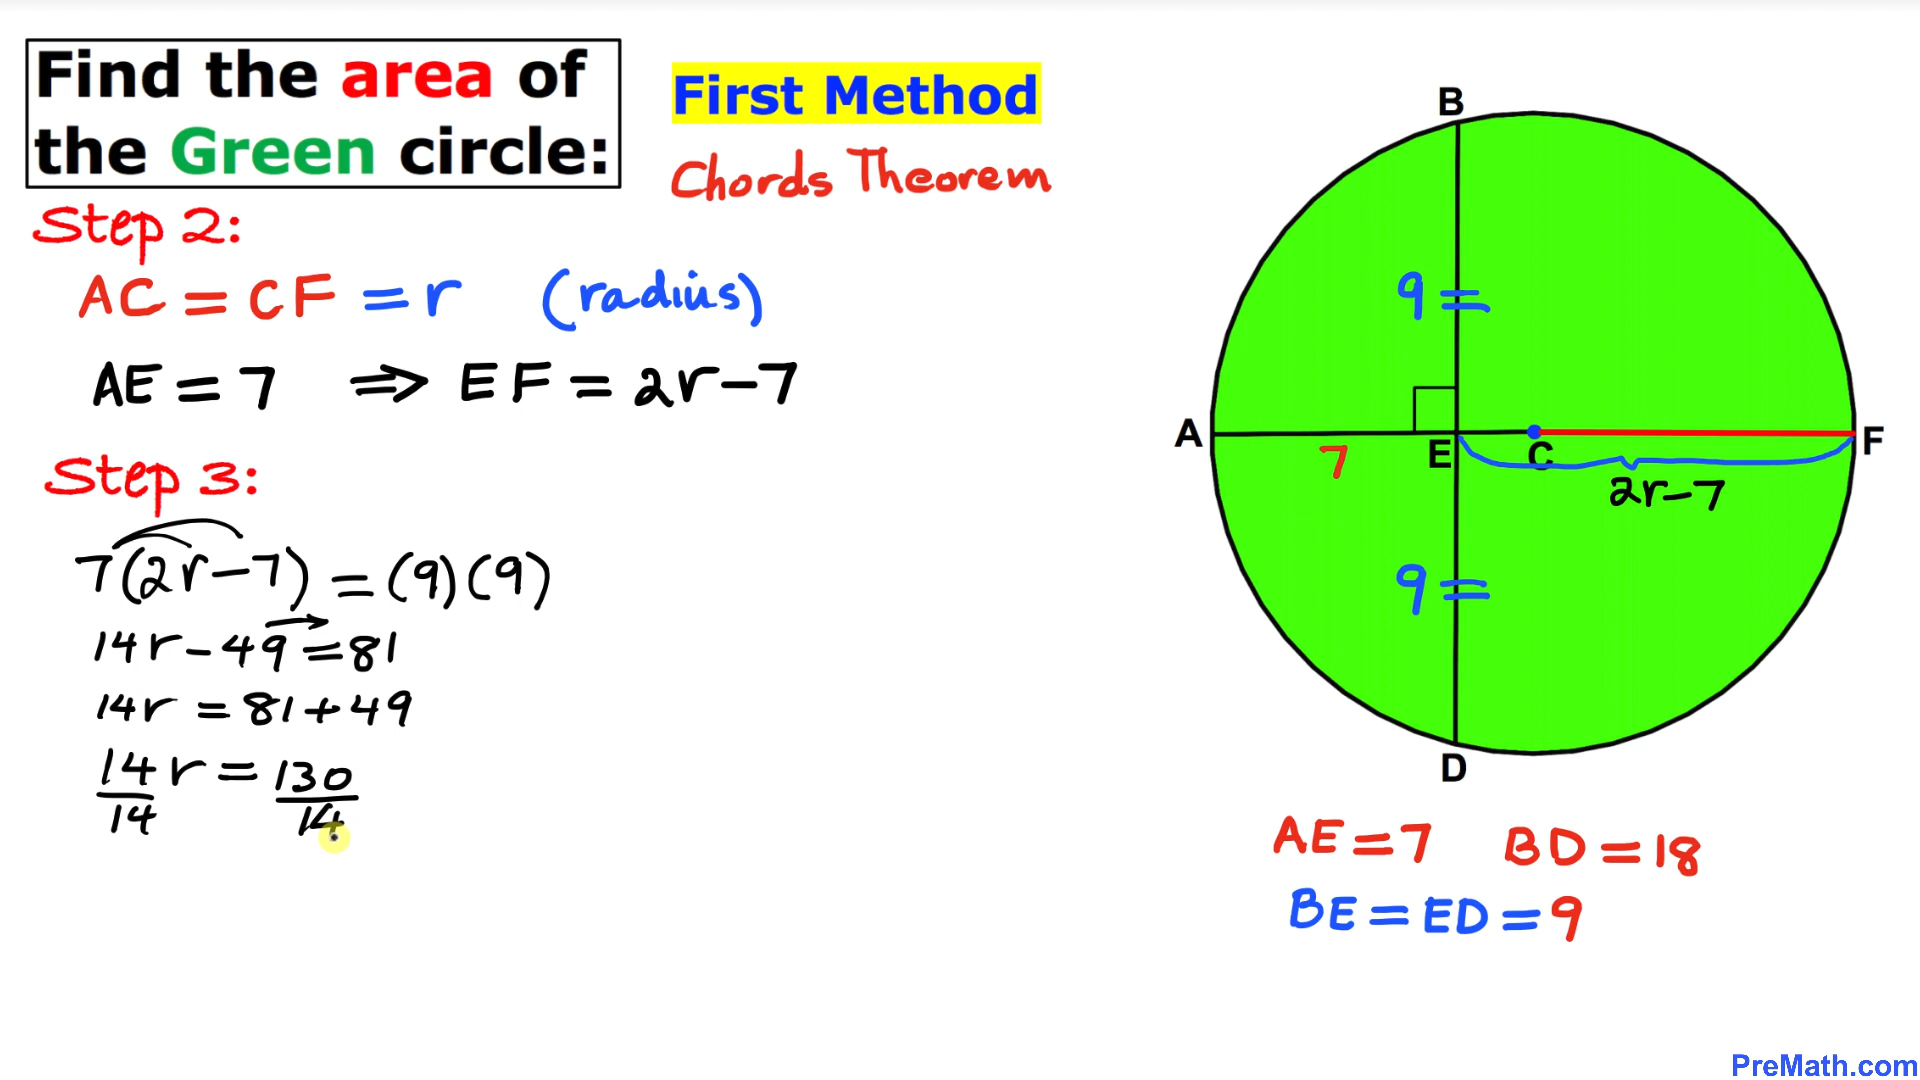 Find the area of
the Green circle:
First Method
Chords Theorem
Step 2:
AC = CF = r (radius)
AE = 7 ⇒ EF = 2r - 7
Step 3:
7(2r - 7) = (9)(9)
14r - 49 = 81
14r = 81 + 49
14/14 r = 130/14
B
9 =
A
7
E
C
F
2r - 7
9 =
D
AE = 7 BD = 18
BE = ED = 9
PreMath.com